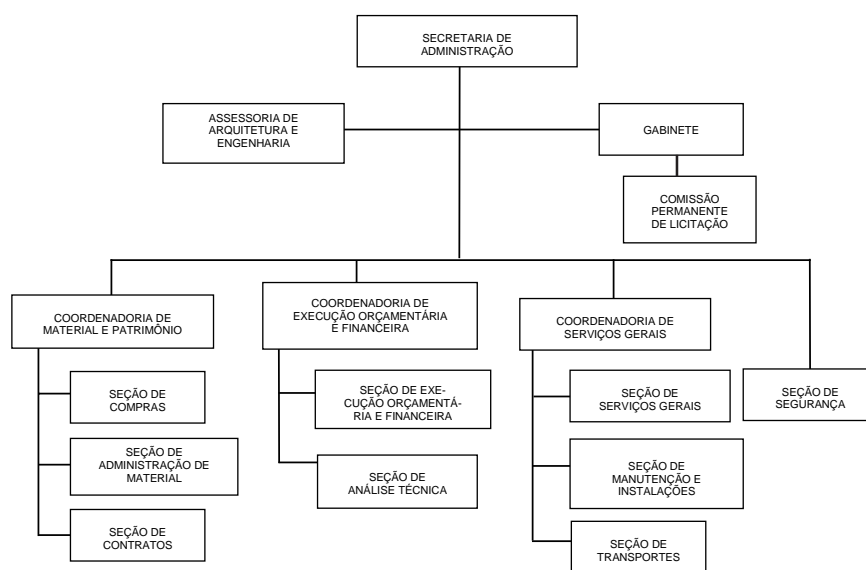 SECRETARIA DE
ADMINISTRAÇÃO
ASSESSORIA DE
ARQUITETURA E
ENGENHARIA
GABINETE
COMISSÃO
PERMANENTE
DE LICITAÇÃO
COORDENADORIA DE
MATERIAL E PATRIMÔNIO
COORDENADORIA DE
EXECUÇÃO ORÇAMENTÁRIA
E FINANCEIRA
COORDENADORIA DE
SERVIÇOS GERAIS
SEÇÃO DE
SEGURANÇA
SEÇÃO DE
COMPRAS
SEÇÃO DE
ADMINISTRAÇÃO DE
MATERIAL
SEÇÃO DE
CONTRATOS
SEÇÃO DE EXE-
CUÇÃO ORÇAMENTÁ-
RIA E FINANCEIRA
SEÇÃO DE
ANÁLISE TÉCNICA
SEÇÃO DE
SERVIÇOS GERAIS
SEÇÃO DE
MANUTENÇÃO E
INSTALAÇÕES
SEÇÃO DE
TRANSPORTES